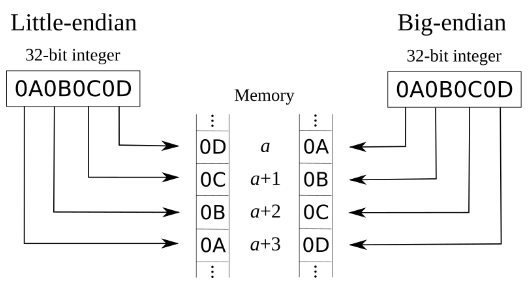 Little-endian
32-bit integer
0A0B0C0D
Big-endian
32-bit integer
0A0B0C0D
Memory
⋮ ⋮
0D a 0A
0C a+1 0B
0B a+2 0C
0A a+3 0D
⋮ ⋮